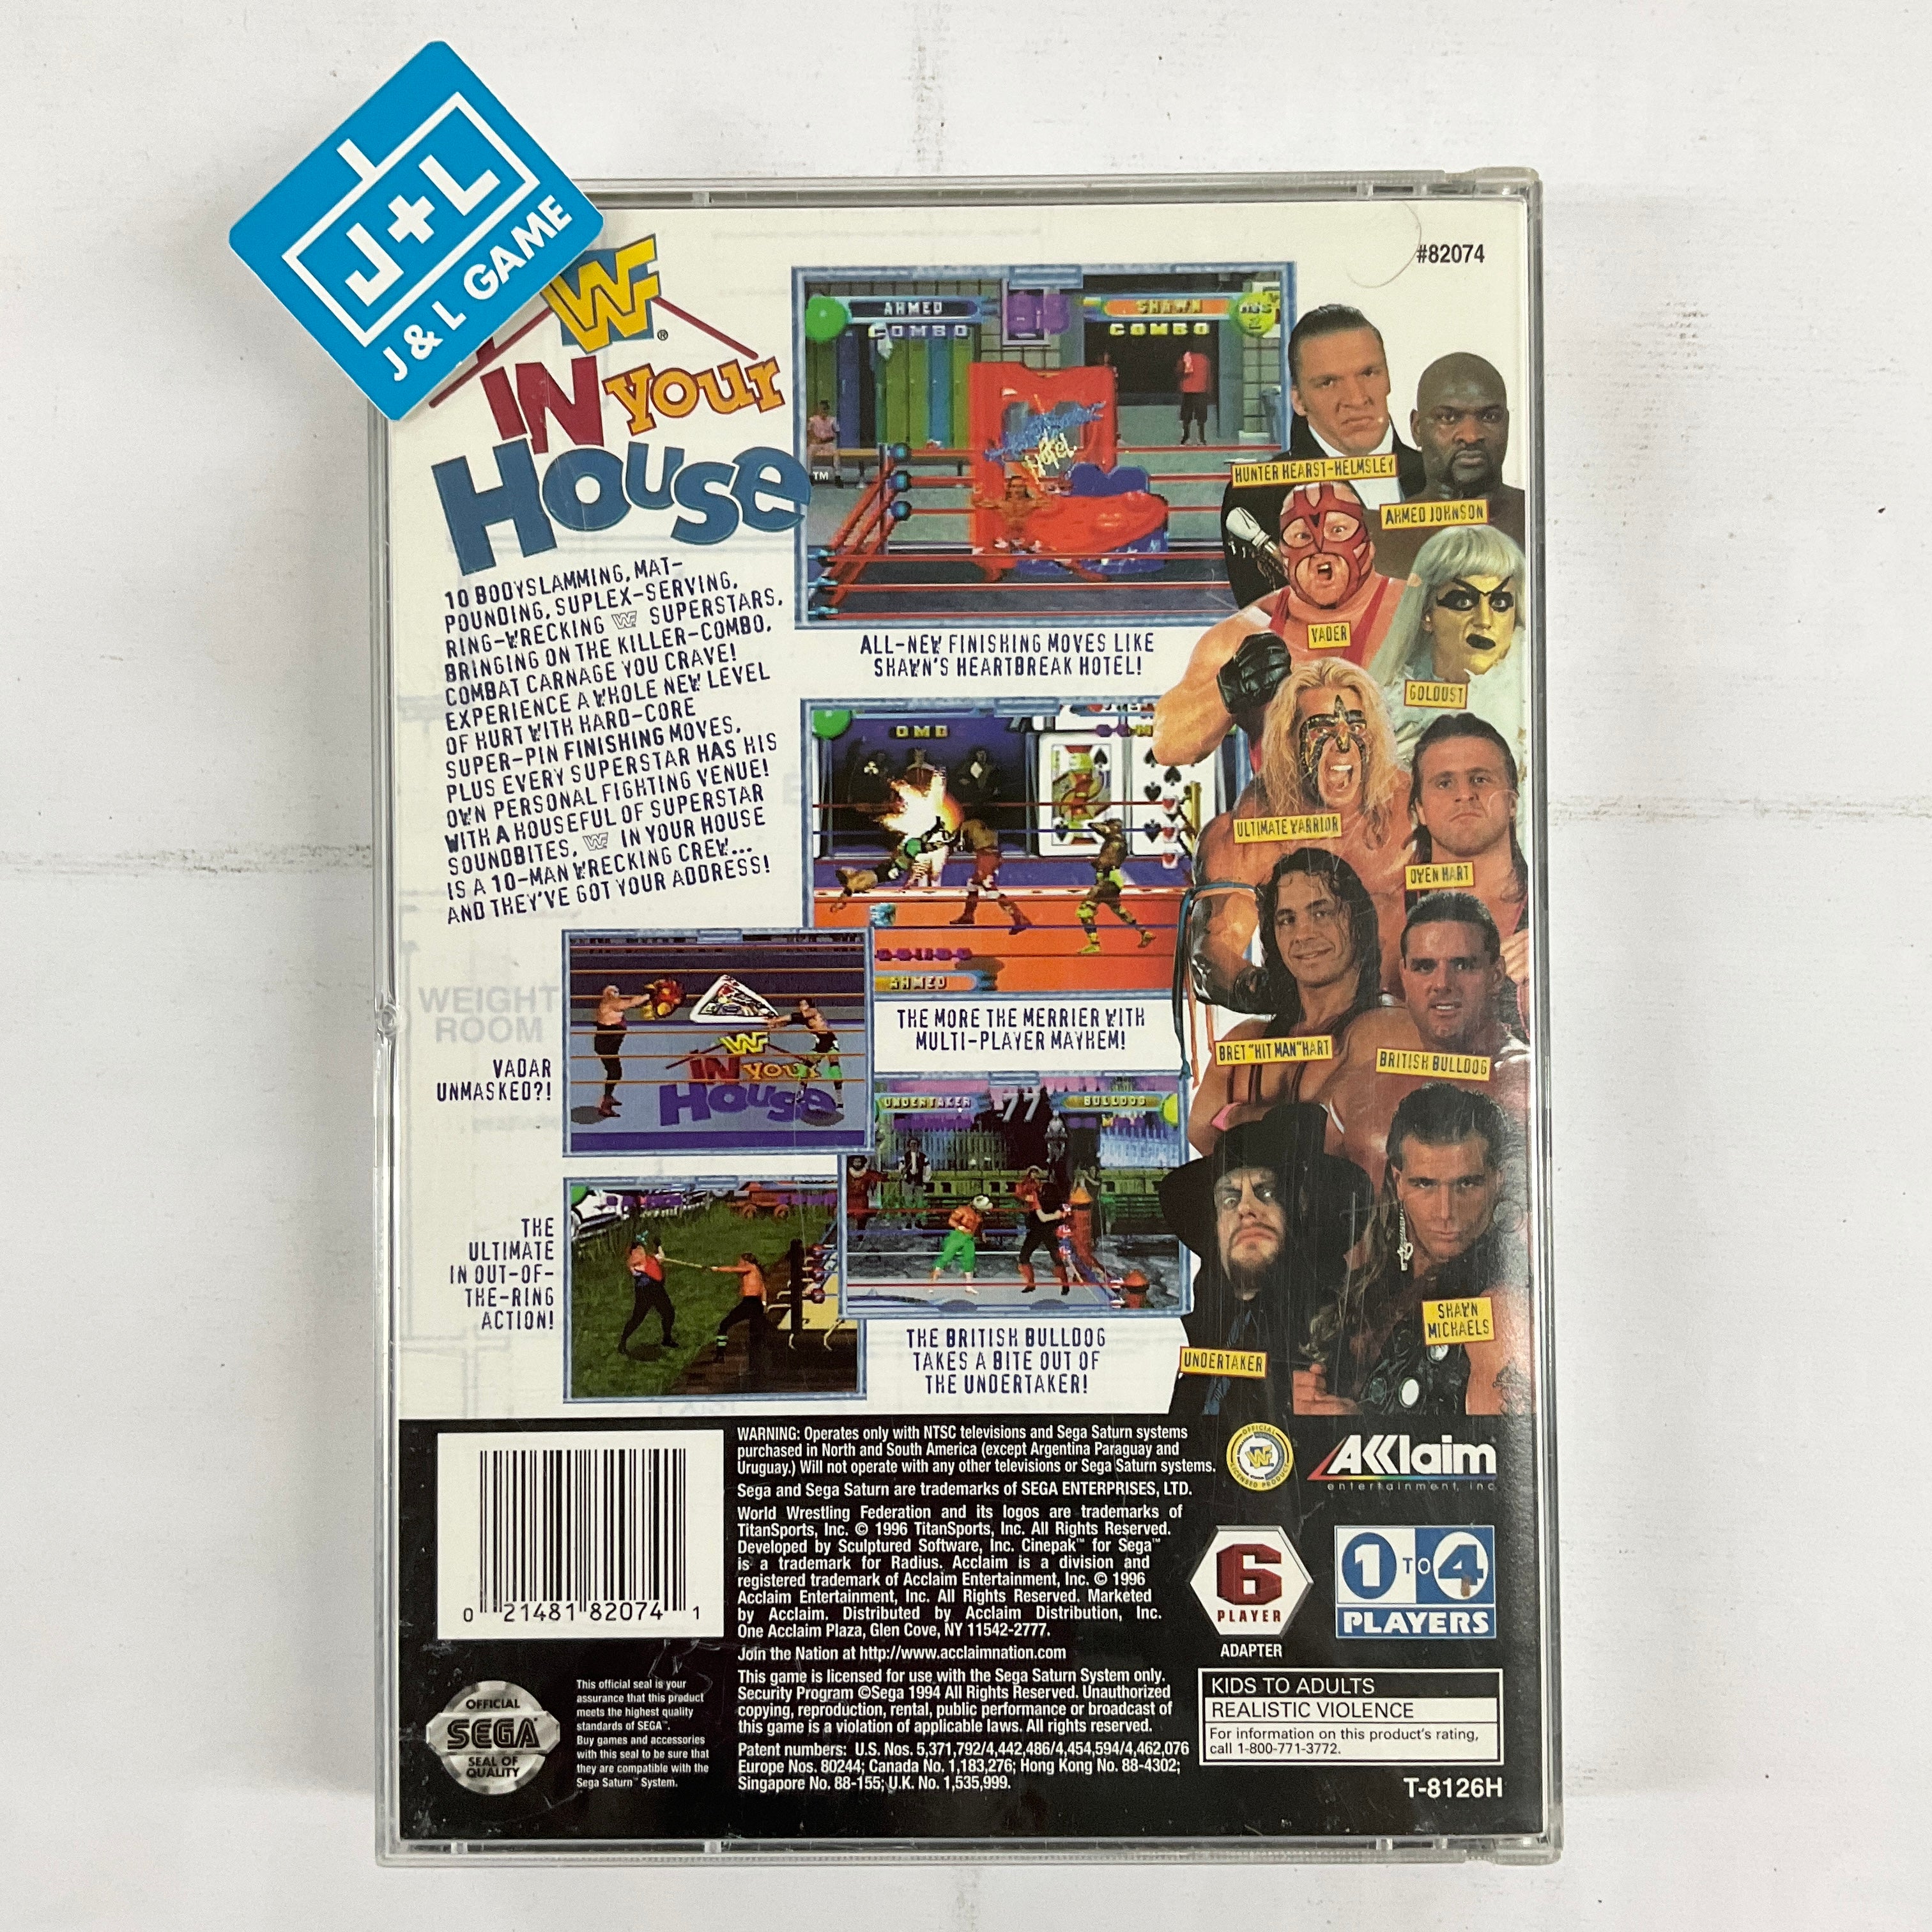 J+L
J & L GAME
#82074
WF®
IN your
House™
10 BODYSLAMMING, MAT-
POUNDING, SUPLEX-SERVING,
RING-WRECKING WF SUPERSTARS,
BRINGING ON THE KILLER-COMBO,
COMBAT CARNAGE YOU CRAVE!
EXPERIENCE A WHOLE NEW LEVEL
OF HURT WITH HARD-CORE
SUPER-PIN FINISHING MOVES,
PLUS EVERY SUPERSTAR HAS HIS
OWN PERSONAL FIGHTING VENUE!
WITH A HOUSEFUL OF SUPERSTAR
SOUNDBITES, WF IN YOUR HOUSE
IS A 10-MAN WRECKING CREW...
AND THEY'VE GOT YOUR ADDRESS!
AHMED
SHAWN
COMBO
COMBO
ALL-NEW FINISHING MOVES LIKE
SHAWN'S HEARTBREAK HOTEL!
OMG
AHMED
THE MORE THE MERRIER WITH
MULTI-PLAYER MAYHEM!
WEIGHT
ROOM
VADAR
UNMASKED?!
WF
IN your
House
UNDERTAKER
77
BULLDOG
THE
ULTIMATE
IN OUT-OF-
THE-RING
ACTION!
THE BRITISH BULLDOG
TAKES A BITE OUT OF
THE UNDERTAKER!
HUNTER HEARST-HELMSLEY
AHMED JOHNSON
VADER
GOLDUST
ULTIMATE WARRIOR
OWEN HART
BRET "HIT MAN" HART
BRITISH BULLDOG
UNDERTAKER
SHAWN
MICHAELS
0 21481 82074 1
WARNING: Operates only with NTSC televisions and Sega Saturn systems
purchased in North and South America (except Argentina Paraguay and
Uruguay.) Will not operate with any other televisions or Sega Saturn systems.
Sega and Sega Saturn are trademarks of SEGA ENTERPRISES, LTD.
World Wrestling Federation and its logos are trademarks of
TitanSports, Inc. © 1996 TitanSports, Inc. All Rights Reserved.
Developed by Sculptured Software, Inc. Cinepak™ for Sega™
is a trademark for Radius. Acclaim is a division and
registered trademark of Acclaim Entertainment, Inc. © 1996
Acclaim Entertainment, Inc. All Rights Reserved. Marketed
by Acclaim. Distributed by Acclaim Distribution, Inc.
One Acclaim Plaza, Glen Cove, NY 11542-2777.
Join the Nation at http://www.acclaimnation.com
This game is licensed for use with the Sega Saturn System only.
Security Program ©Sega 1994 All Rights Reserved. Unauthorized
copying, reproduction, rental, public performance or broadcast of
this game is a violation of applicable laws. All rights reserved.
Patent numbers: U.S. Nos. 5,371,792/4,442,486/4,454,594/4,462,076
Europe Nos. 80244; Canada No. 1,183,276; Hong Kong No. 88-4302;
Singapore No. 88-155; U.K. No. 1,535,999.
OFFICIAL
WF
LICENSED PRODUCT
AKKlaim
entertainment, inc.
6
PLAYER
ADAPTER
1 TO 4
PLAYERS
OFFICIAL
SEGA
SEAL OF
QUALITY
This official seal is your
assurance that this product
meets the highest quality
standards of SEGA™.
Buy games and accessories
with this seal to be sure that
they are compatible with the
Sega Saturn™ System.
KIDS TO ADULTS
REALISTIC VIOLENCE
For information on this product's rating,
call 1-800-771-3772.
T-8126H